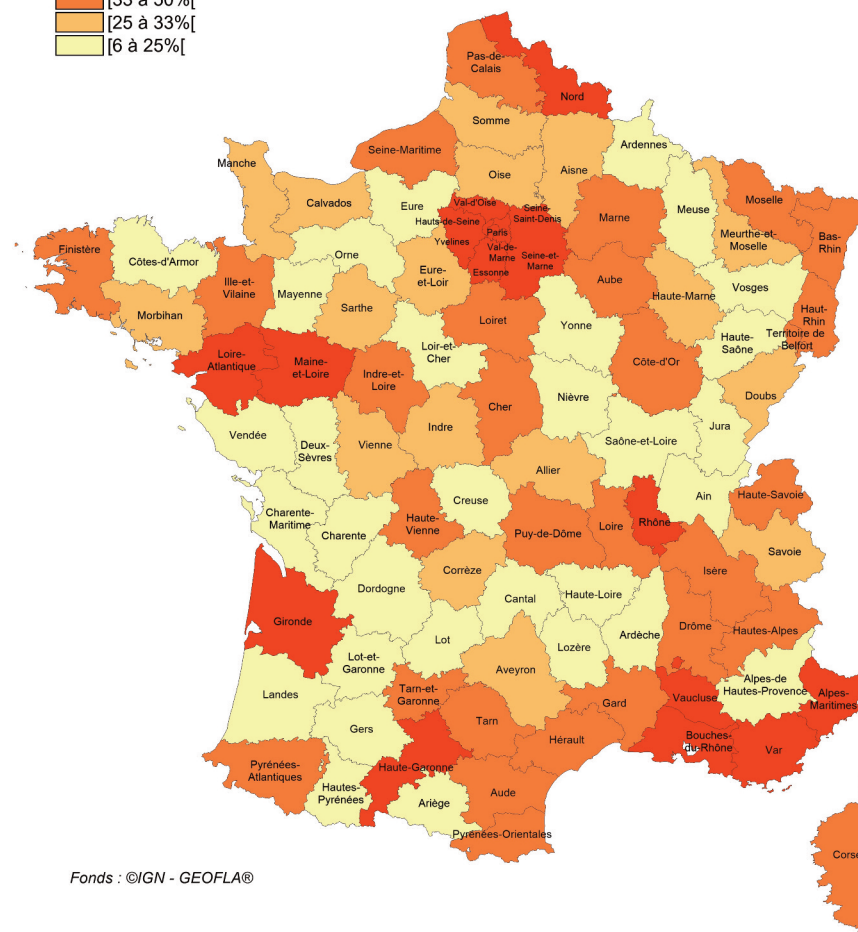 [33 à 50%[
[25 à 33%[
[6 à 25%[
Pas-de-
Calais
Nord
Somme
Ardennes
Seine-Maritime
Manche
Oise
Aisne
Calvados
Eure
Val-d'Oise
Hauts-de-Seine
Seine-
Saint-Denis
Paris
Yvelines
Val-de-
Marne
Seine-et-
Marne
Essonne
Marne
Meuse
Moselle
Meurthe-et-
Moselle
Bas-
Rhin
Finistère
Côtes-d'Armor
Orne
Eure-
et-Loir
Ille-et-
Vilaine
Mayenne
Morbihan
Sarthe
Aube
Haute-Marne
Vosges
Haut-
Rhin
Loiret
Yonne
Loir-et-
Cher
Haute-
Saône
Territoire de
Belfort
Loire-
Atlantique
Maine-
et-Loire
Indre-et-
Loire
Côte-d'Or
Doubs
Cher
Nièvre
Vendée
Deux-
Sèvres
Vienne
Indre
Saône-et-Loire
Jura
Allier
Creuse
Ain
Haute-Savoie
Charente-
Maritime
Charente
Haute-
Vienne
Puy-de-Dôme
Loire
Rhône
Savoie
Isère
Corrèze
Dordogne
Cantal
Haute-Loire
Gironde
Lot
Lozère
Ardèche
Drôme
Hautes-Alpes
Lot-et-
Garonne
Aveyron
Landes
Tarn-et-
Garonne
Gard
Vaucluse
Alpes-de
Hautes-Provence
Alpes-
Maritimes
Gers
Tarn
Hérault
Bouches-
du-Rhône
Var
Pyrénées-
Atlantiques
Haute-Garonne
Hautes-
Pyrénées
Ariège
Aude
Pyrénées-Orientales
Corse
Fonds : ©IGN - GEOFLA®